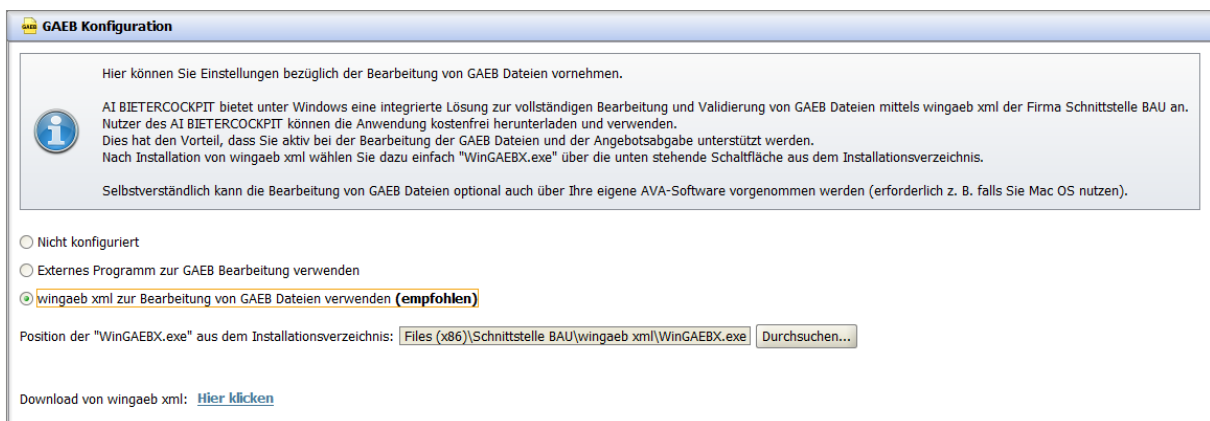 GAEB GAEB Konfiguration
Hier können Sie Einstellungen bezüglich der Bearbeitung von GAEB Dateien vornehmen.
AI BIETERCOCKPIT bietet unter Windows eine integrierte Lösung zur vollständigen Bearbeitung und Validierung von GAEB Dateien mittels wingaeb xml der Firma Schnittstelle BAU an.
Nutzer des AI BIETERCOCKPIT können die Anwendung kostenfrei herunterladen und verwenden.
Dies hat den Vorteil, dass Sie aktiv bei der Bearbeitung der GAEB Dateien und der Angebotsabgabe unterstützt werden.
Nach Installation von wingaeb xml wählen Sie dazu einfach "WinGAEBX.exe" über die unten stehende Schaltfläche aus dem Installationsverzeichnis.
Selbstverständlich kann die Bearbeitung von GAEB Dateien optional auch über Ihre eigene AVA-Software vorgenommen werden (erforderlich z. B. falls Sie Mac OS nutzen).
Nicht konfiguriert
Externes Programm zur GAEB Bearbeitung verwenden
wingaeb xml zur Bearbeitung von GAEB Dateien verwenden (empfohlen)
Position der "WinGAEBX.exe" aus dem Installationsverzeichnis: Files (x86)\Schnittstelle BAU\wingaeb xml\WinGAEBX.exe Durchsuchen...
Download von wingaeb xml: Hier klicken